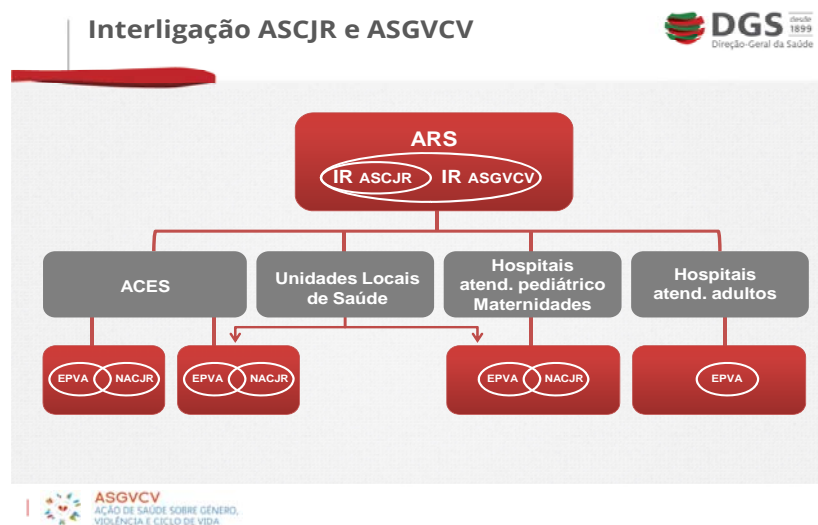 Interligação ASCJR e ASGVCV
DGS desde 1899
Direção-Geral da Saúde
ARS
IR ASCJR IR ASGVCV
ACES
Unidades Locais
de Saúde
Hospitais
atend. pediátrico
Maternidades
Hospitais
atend. adultos
EPVA NACJR
EPVA NACJR
EPVA NACJR
EPVA
ASGVCV
AÇÃO DE SAÚDE SOBRE GÉNERO,
VIOLÊNCIA E CICLO DE VIDA